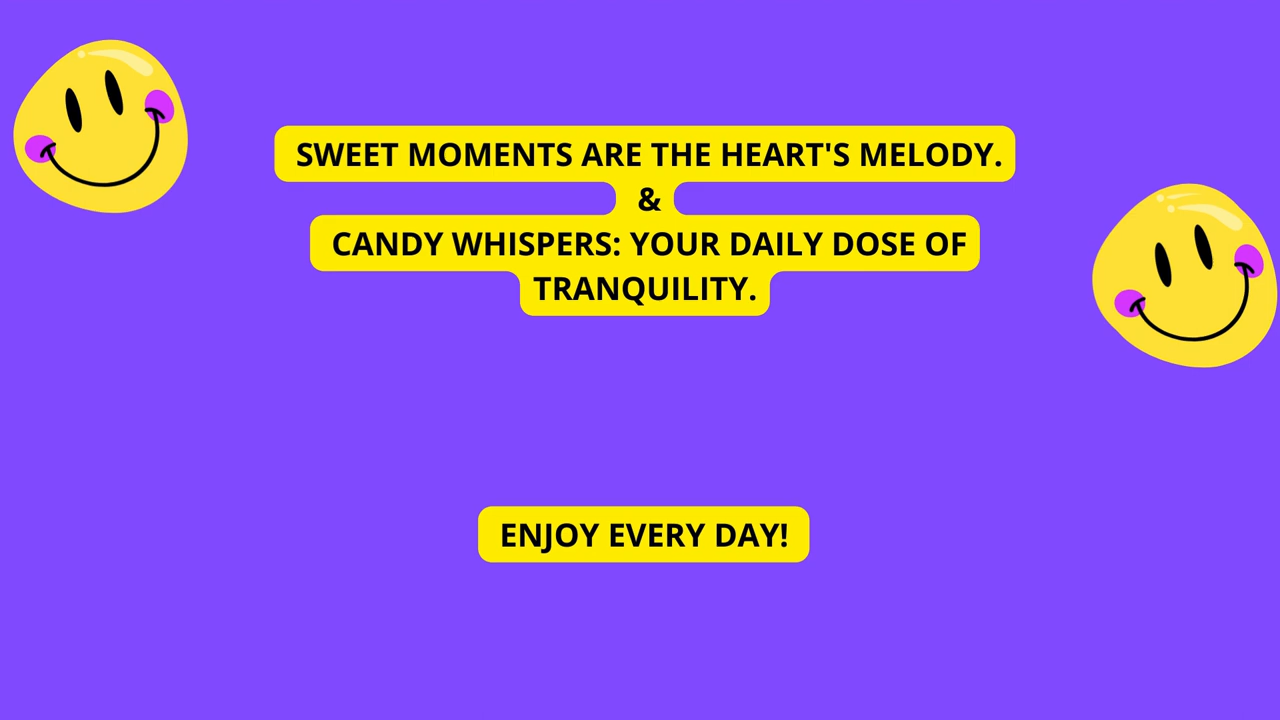 SWEET MOMENTS ARE THE HEART'S MELODY.
&
CANDY WHISPERS: YOUR DAILY DOSE OF
TRANQUILITY.
ENJOY EVERY DAY!